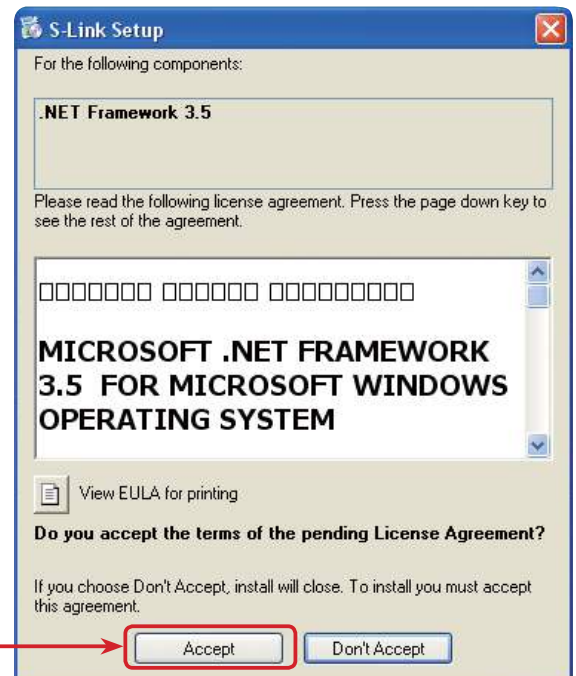 S-Link Setup
For the following components:
.NET Framework 3.5
Please read the following license agreement. Press the page down key to
see the rest of the agreement.
MICROSOFT .NET FRAMEWORK
3.5 FOR MICROSOFT WINDOWS
OPERATING SYSTEM
View EULA for printing
Do you accept the terms of the pending License Agreement?
If you choose Don't Accept, install will close. To install you must accept
this agreement.
Accept
Don't Accept